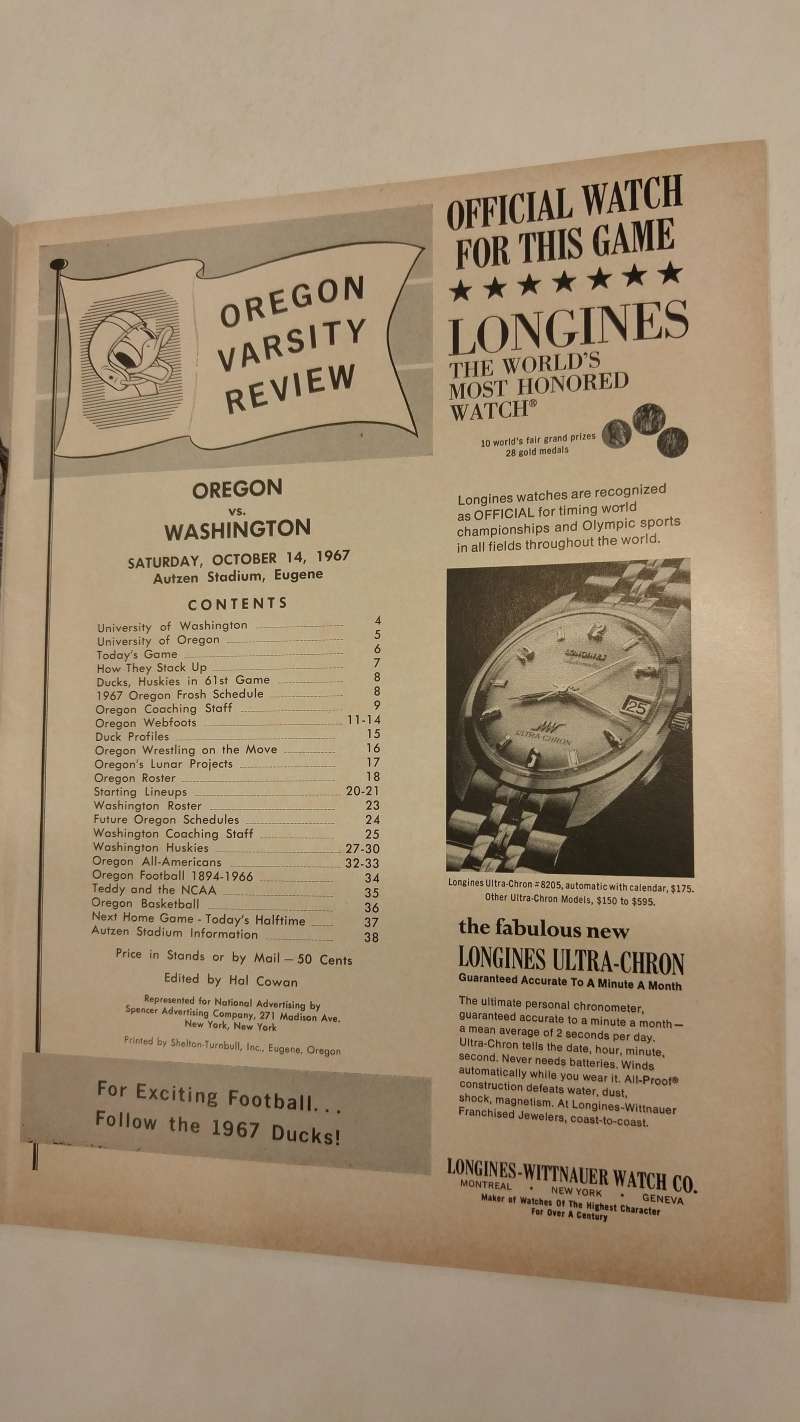 OREGON
VARSITY
REVIEW
OREGON
vs.
WASHINGTON
SATURDAY, OCTOBER 14, 1967
Autzen Stadium, Eugene
CONTENTS
University of Washington 4
University of Oregon 5
Today's Game 6
How They Stack Up 7
Ducks, Huskies in 61st Game 8
1967 Oregon Frosh Schedule 8
Oregon Coaching Staff 9
Oregon Webfoots 11-14
Duck Profiles 15
Oregon Wrestling on the Move 16
Oregon's Lunar Projects 17
Oregon Roster 18
Starting Lineups 20-21
Washington Roster 23
Future Oregon Schedules 24
Washington Coaching Staff 25
Washington Huskies 27-30
Oregon All-Americans 32-33
Oregon Football 1894-1966 34
Teddy and the NCAA 35
Oregon Basketball 36
Next Home Game - Today's Halftime 37
Autzen Stadium Information 38
Price in Stands or by Mail — 50 Cents
Edited by Hal Cowan
Represented for National Advertising by
Spencer Advertising Company, 271 Madison Ave.
New York, New York
Printed by Shelton-Turnbull, Inc., Eugene, Oregon
For Exciting Football...
Follow the 1967 Ducks!
OFFICIAL WATCH
FOR THIS GAME
★ ★ ★ ★ ★ ★ ★
LONGINES
THE WORLD'S
MOST HONORED
WATCH®
10 world's fair grand prizes
28 gold medals
Longines watches are recognized
as OFFICIAL for timing world
championships and Olympic sports
in all fields throughout the world.
LONGINES
Automatic
25
ULTRA-CHRON
Longines Ultra-Chron #8205, automatic with calendar, $175.
Other Ultra-Chron Models, $150 to $595.
the fabulous new
LONGINES ULTRA-CHRON
Guaranteed Accurate To A Minute A Month
The ultimate personal chronometer,
guaranteed accurate to a minute a month—
a mean average of 2 seconds per day.
Ultra-Chron tells the date, hour, minute,
second. Never needs batteries. Winds
automatically while you wear it. All-Proof®
construction defeats water, dust,
shock, magnetism. At Longines-Wittnauer
Franchised Jewelers, coast-to-coast.
LONGINES-WITTNAUER WATCH CO.
MONTREAL • NEW YORK • GENEVA
Maker of Watches Of The Highest Character
For Over A Century